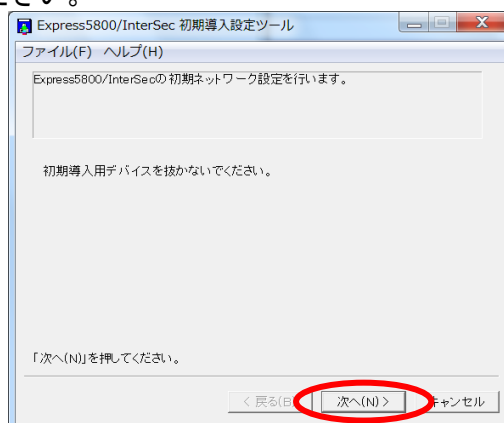 ださい。
Express5800/InterSec 初期導入設定ツール
ファイル(F) ヘルプ(H)
Express5800/InterSecの初期ネットワーク設定を行います。
初期導入用デバイスを抜かないでください。
「次へ(N)」を押してください。
< 戻る(B) 次へ(N) > キャンセル